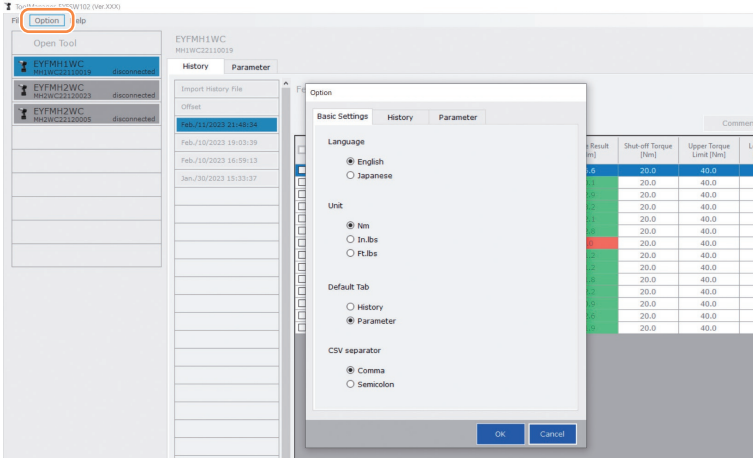 ToolManager EYFSW102 (Ver.XXX)
Option
Help
Open Tool
EYFMH1WC
MH1WC22110019 disconnected
EYFMH2WC
MH2WC22120023 disconnected
EYFMH2WC
MH2WC22120005 disconnected
EYFMH1WC
MH1WC22110019
History Parameter
Import History File
Offset
Feb./11/2023 21:48:34
Feb./10/2023 19:03:39
Feb./10/2023 16:59:13
Jan./30/2023 15:33:37
Option
Basic Settings History Parameter
Language
English
Japanese
Unit
Nm
In.lbs
Ft.lbs
Default Tab
History
Parameter
CSV separator
Comma
Semicolon
OK Cancel
Result Shut-off Torque Upper Torque
[Nm] Limit [Nm]
20.0 40.0
20.0 40.0
20.0 40.0
20.0 40.0
20.0 40.0
20.0 40.0
20.0 40.0
20.0 40.0
20.0 40.0
20.0 40.0
20.0 40.0
20.0 40.0
20.0 40.0
20.0 40.0